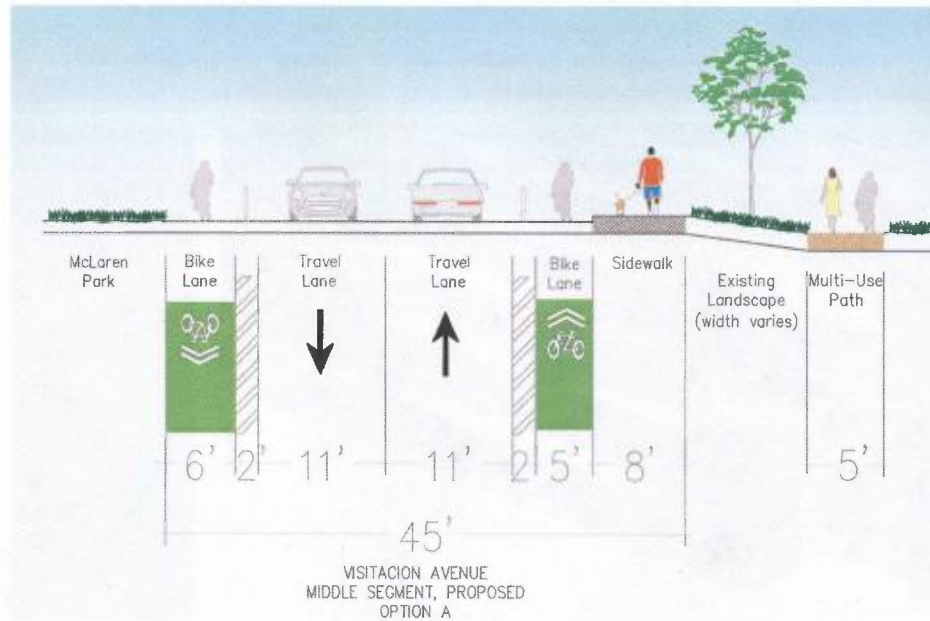 McLaren
Park
Bike
Lane
Travel
Lane
Travel
Lane
Bike
Lane
Sidewalk
Existing
Landscape
(width varies)
Multi-Use
Path
6'
2'
11'
11'
2'
5'
8'
5'
45'
VISITACION AVENUE
MIDDLE SEGMENT, PROPOSED
OPTION A